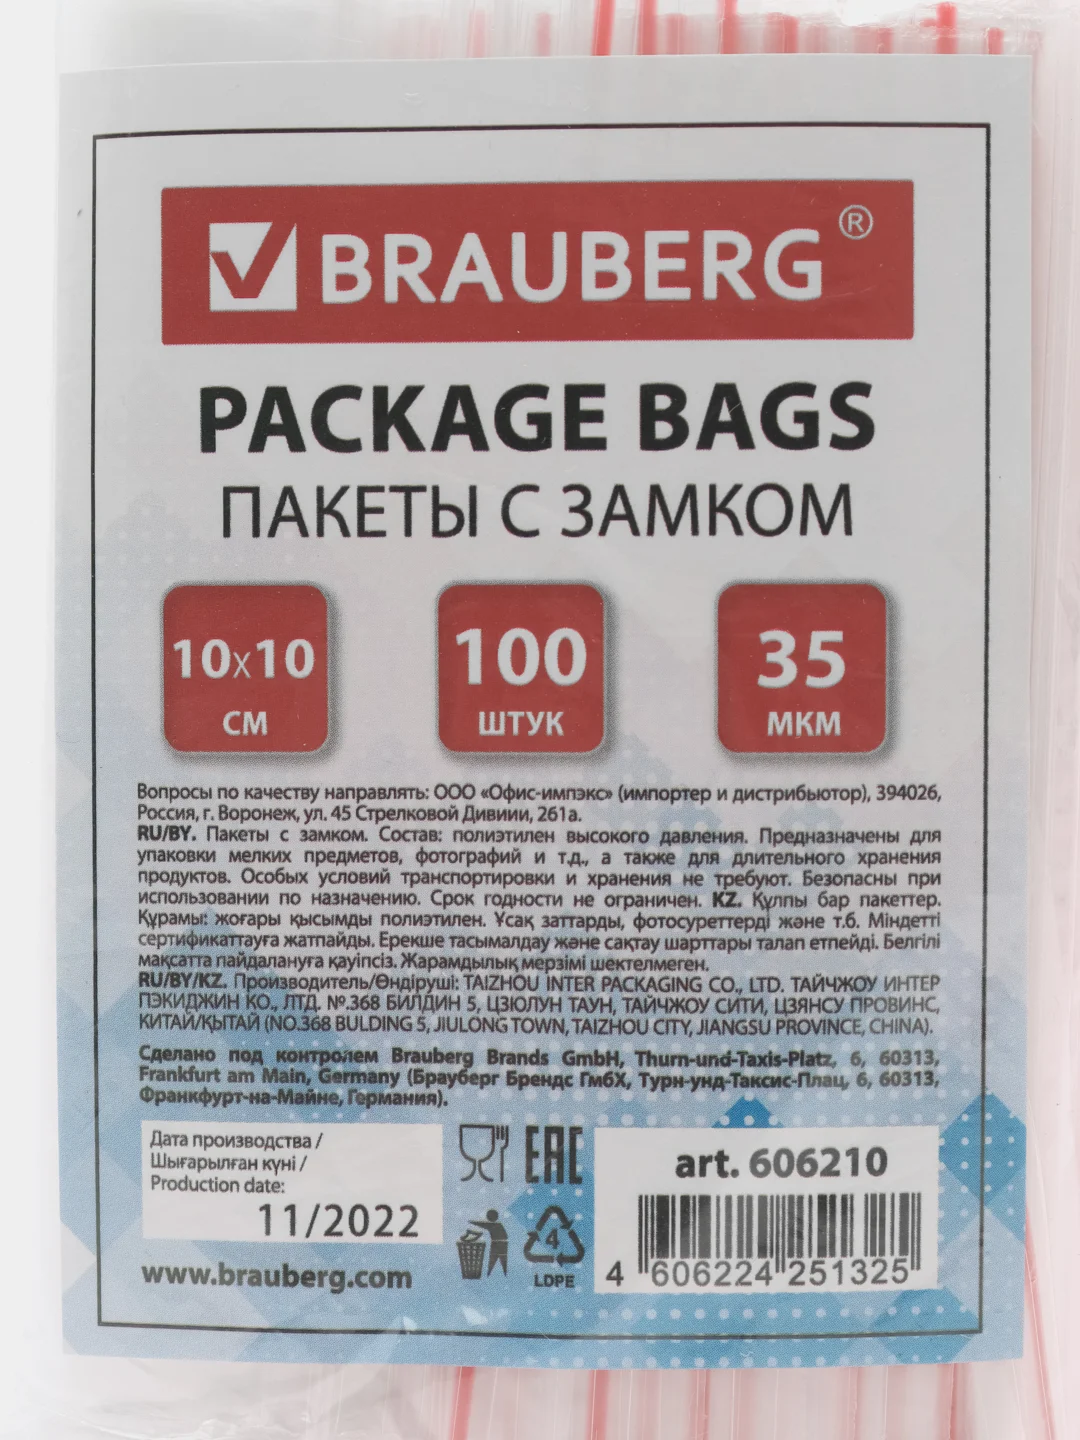 BRAUBERG®
PACKAGE BAGS
ПАКЕТЫ С ЗАМКОМ
10х10
СМ
100
ШТУК
35
МКМ
Вопросы по качеству направлять: ООО «Офис-импэкс» (импортер и дистрибьютор), 394026,
Россия, г. Воронеж, ул. 45 Стрелковой Дивиии, 261а.
RU/BY. Пакеты с замком. Состав: полиэтилен высокого давления. Предназначены для
упаковки мелких предметов, фотографий и т.д., а также для длительного хранения
продуктов. Особых условий транспортировки и хранения не требуют. Безопасны при
использовании по назначению. Срок годности не ограничен. KZ. Құлпы бар пакеттер.
Құрамы: жоғары қысымды полиэтилен. Ұсақ заттарды, фотосуреттерді және т.б. Міндетті
сертификаттауға жатпайды. Ерекше тасымалдау және сақтау шарттары талап етпейді. Белгілі
мақсатта пайдалануға қауіпсіз. Жарамдылық мерзімі шектелмеген.
RU/BY/KZ. Производитель/Өндіруші: TAIZHOU INTER PACKAGING CO., LTD. ТАЙЧЖОУ ИНТЕР
ПЭКИДЖИН КО., ЛТД. №.368 БИЛДИН 5, ЦЗЮЛУН ТАУН, ТАЙЧЖОУ СИТИ, ЦЗЯНСУ ПРОВИНС,
КИТАЙ/ҚЫТАЙ (NO.368 BULDING 5, JIULONG TOWN, TAIZHOU CITY, JIANGSU PROVINCE, CHINA).
Сделано под контролем Brauberg Brands GmbH, Thurn-und-Taxis-Platz, 6, 60313,
Frankfurt am Main, Germany (Брауберг Брендс ГмбХ, Турн-унд-Таксис-Плац, 6, 60313,
Франкфурт-на-Майне, Германия).
Дата производства /
Шығарылған күні /
Production date:
11/2022
www.brauberg.com
EAC
4
LDPE
art. 606210
4 606224 251325